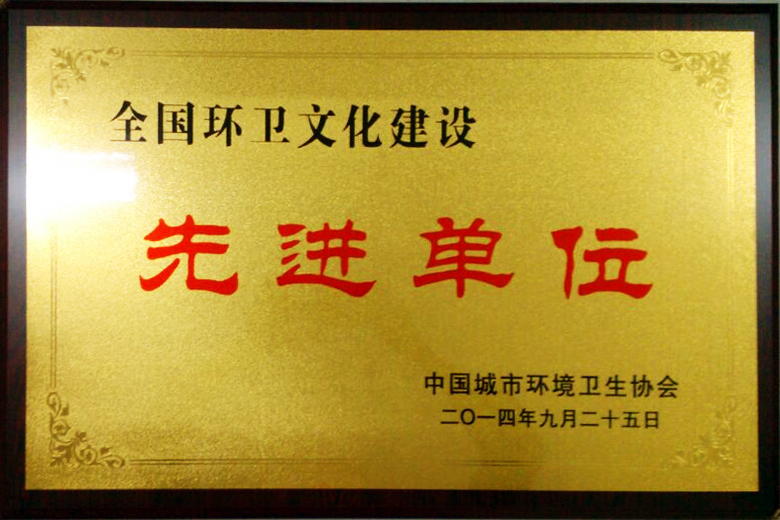 全国环卫文化建设
先进单位
中国城市环境卫生协会
二〇一四年九月二十五日